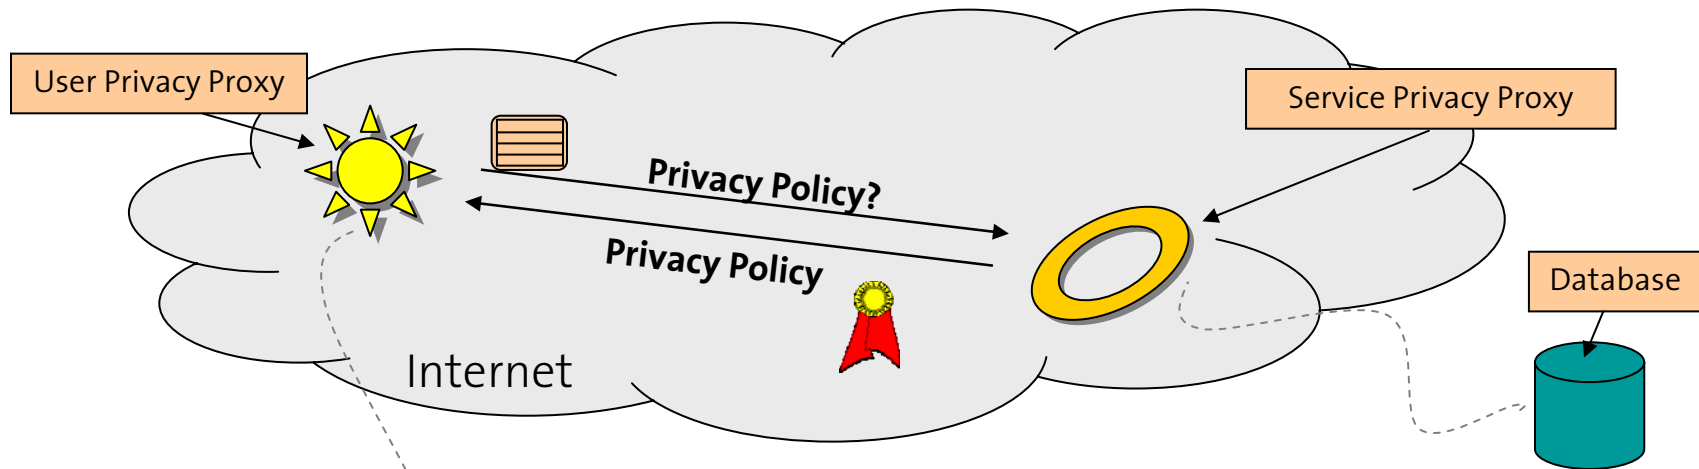 User Privacy Proxy
Service Privacy Proxy
Privacy Policy?
Privacy Policy
Database
Internet